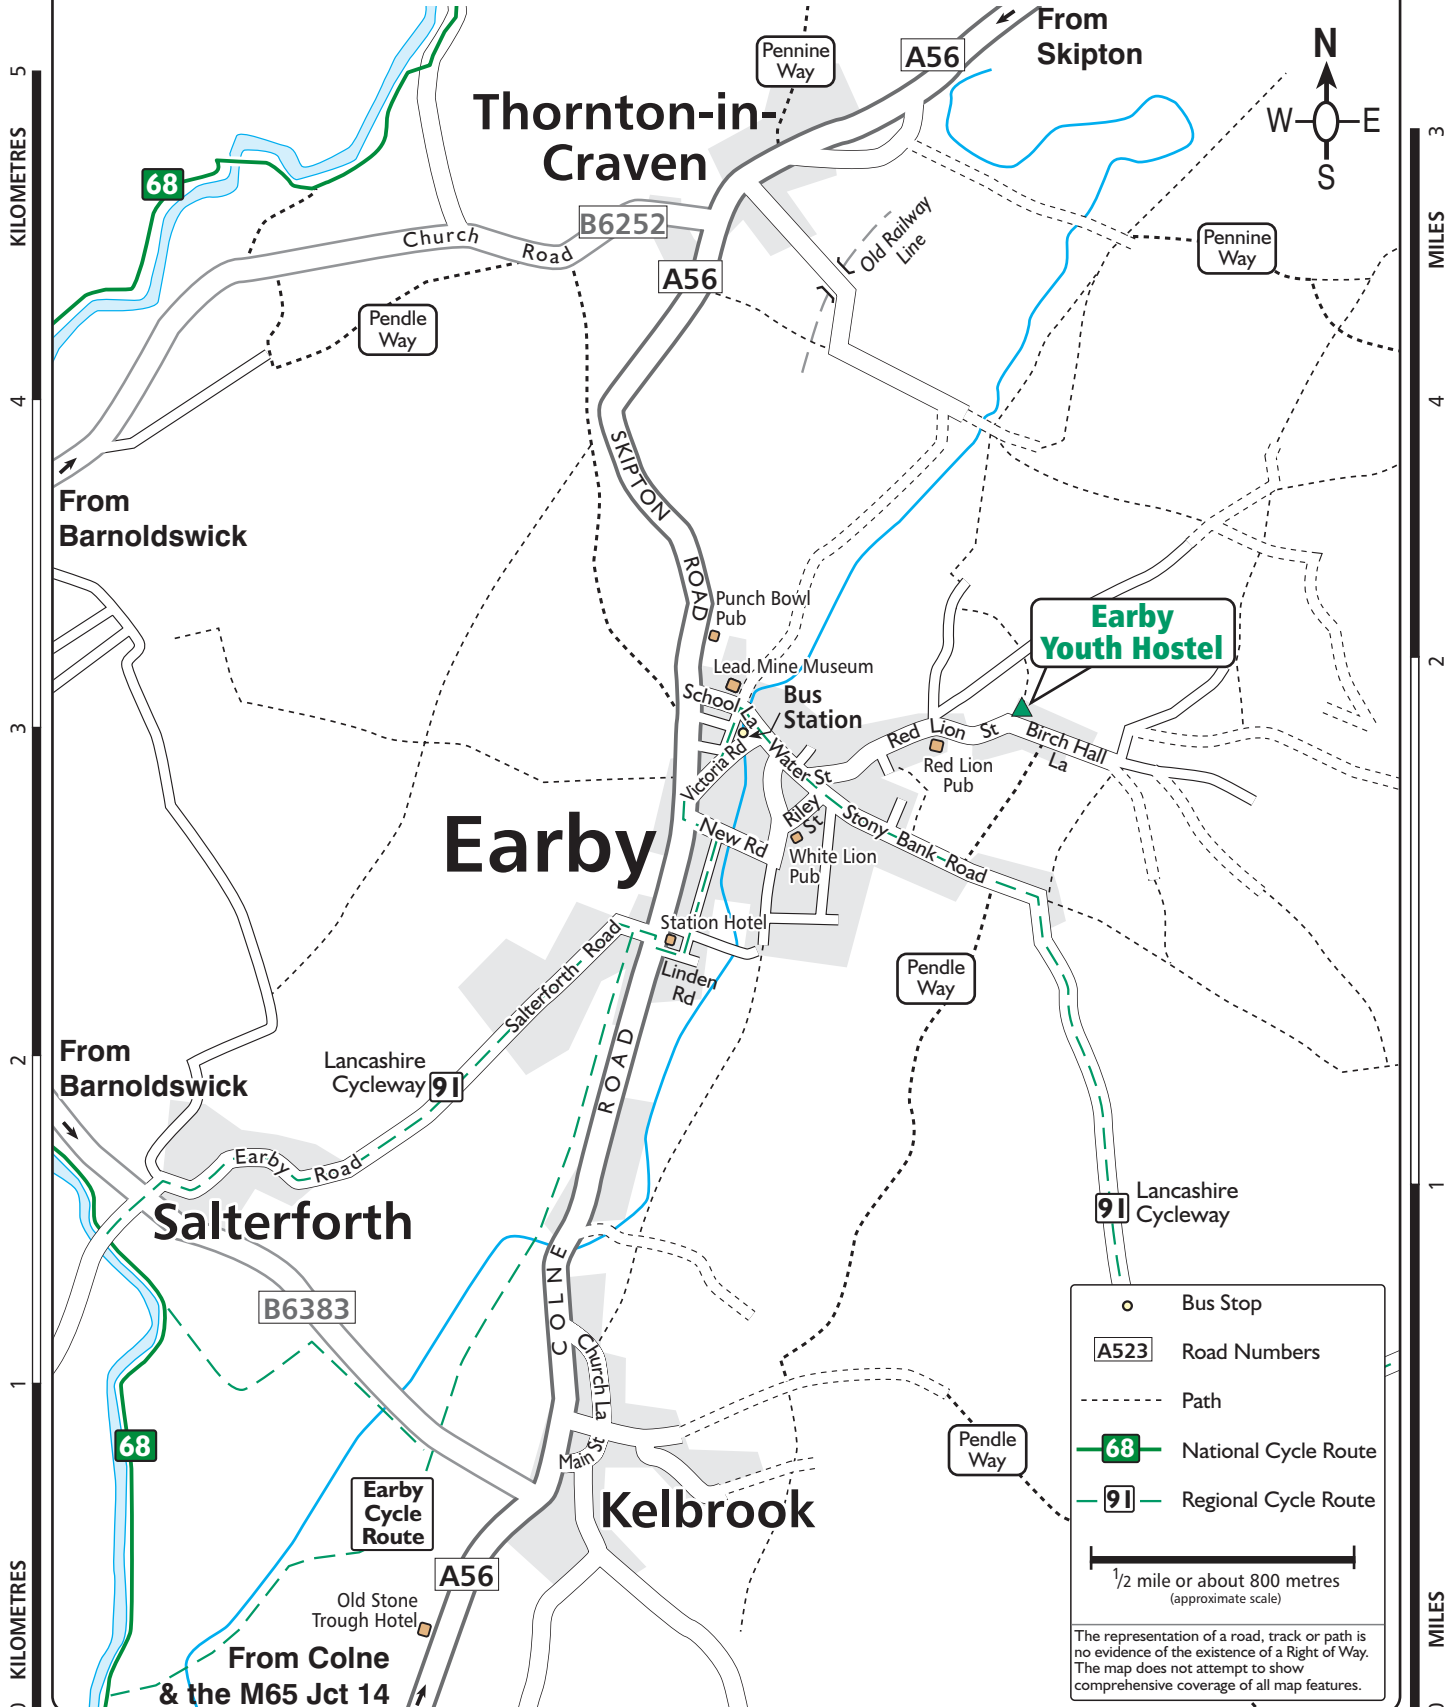 From
Skipton
A56
Pennine
Way
N
W
E
S
5
KILOMETRES
3
MILES
Thornton-in-
Craven
68
B6252
Church Road
A56
Old Railway
Line
Pennine
Way
Pendle
Way
4
4
From
Barnoldswick
SKIPTON ROAD
Punch Bowl
Pub
Earby
Youth Hostel
2
Lead Mine Museum
School La
Bus
Station
3
Red Lion St
Birch Hall
La
Red Lion
Pub
Victoria Rd
Water St
Riley
St
Stony Bank Road
New Rd
White Lion
Pub
Earby
Station Hotel
Salterforth Road
Linden
Rd
Pendle
Way
2
From
Barnoldswick
Lancashire
Cycleway
91
COLNE ROAD
Earby Road
Salterforth
1
91
Lancashire
Cycleway
B6383
Church La
1
Main St
68
Pendle
Way
Earby
Cycle
Route
Kelbrook
A56
Old Stone
Trough Hotel
From Colne
& the M65 Jct 14
KILOMETRES
0
MILES
0
Bus Stop
A523
Road Numbers
Path
68
National Cycle Route
91
Regional Cycle Route
1/2 mile or about 800 metres
(approximate scale)
The representation of a road, track or path is
no evidence of the existence of a Right of Way.
The map does not attempt to show
comprehensive coverage of all map features.